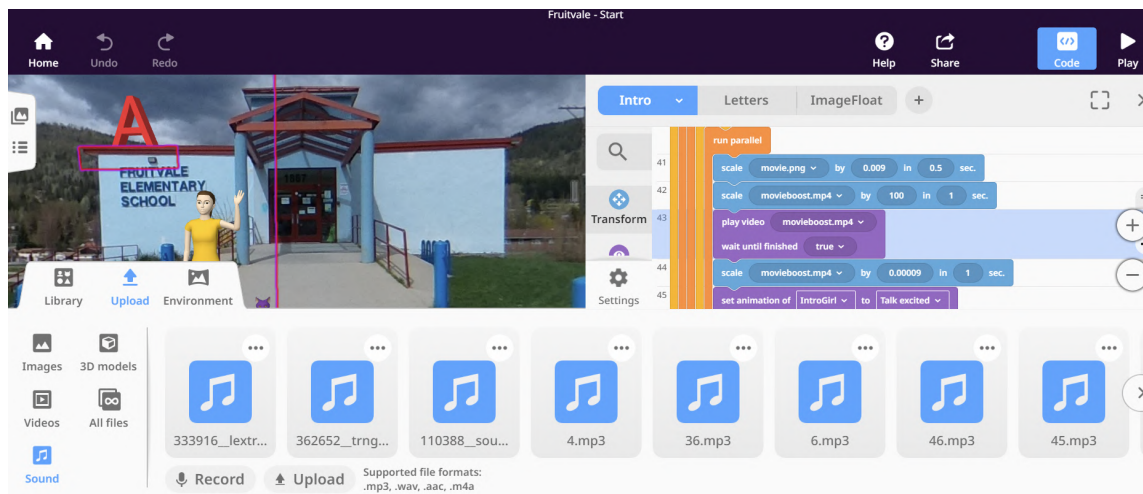 Fruitvale - Start
Home
Undo
Redo
Help
Share
Code
Play
Intro
Letters
ImageFloat
A
FRUITVALE
ELEMENTARY
SCHOOL
1987
run parallel
41 scale movie.png by 0.009 in 0.5 sec.
42 scale movieboost.mp4 by 100 in 1 sec.
43 play video movieboost.mp4
wait until finished true
44 scale movieboost.mp4 by 0.00009 in 1 sec.
45 set animation of IntroGirl to Talk excited
Transform
Settings
Library
Upload
Environment
Images
3D models
Videos
All files
Sound
333916__lextr...
362652__trng...
110388__sou...
4.mp3
36.mp3
6.mp3
46.mp3
45.mp3
Record
Upload
Supported file formats:
.mp3, .wav, .aac, .m4a